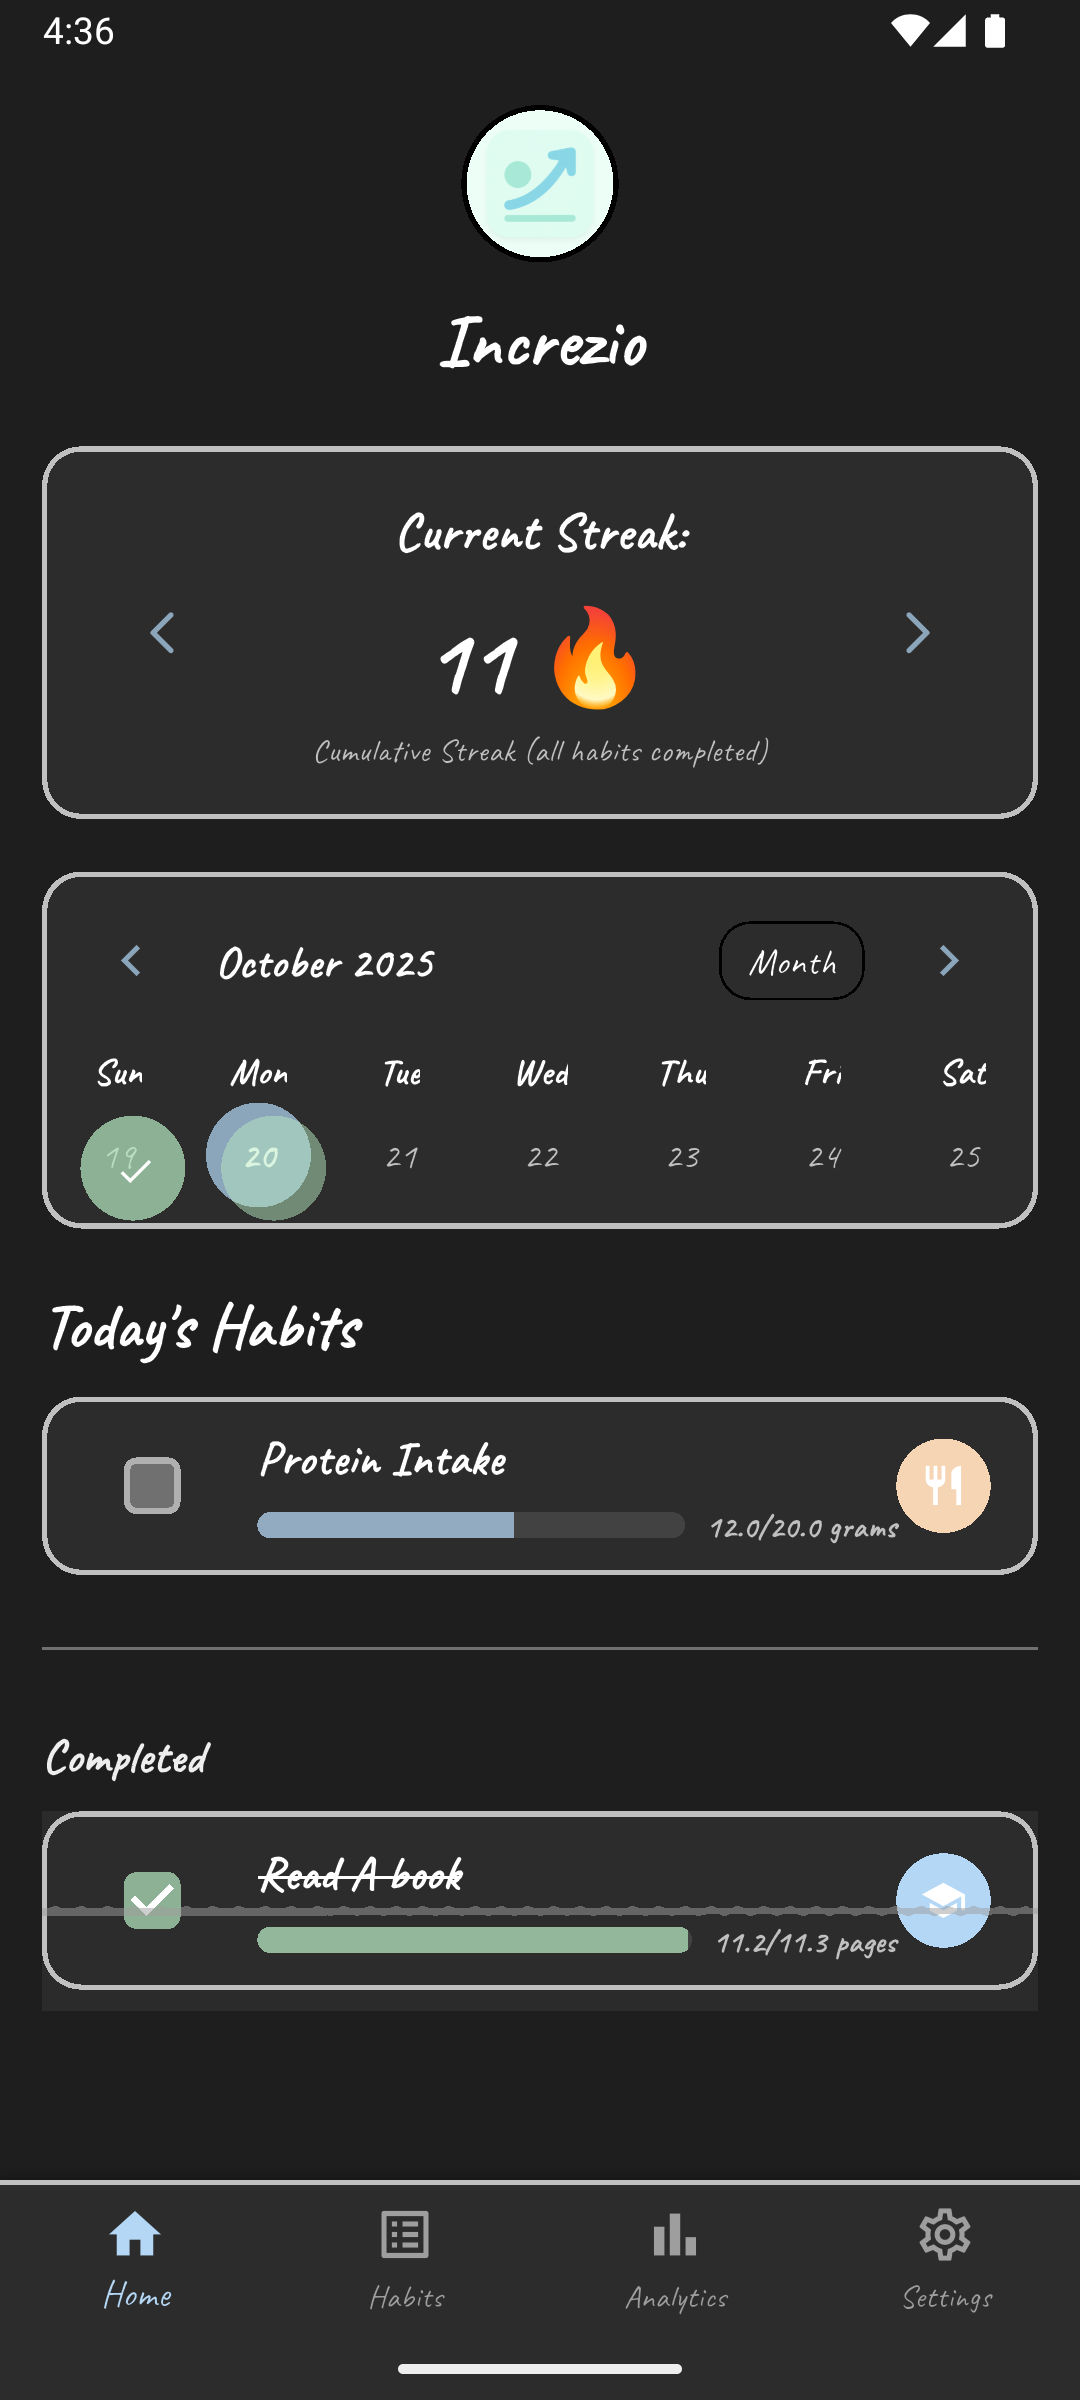 4:36
Increzio
Current Streak:
11 🔥
Cumulative Streak (all habits completed)
October 2025
Month
Sun Mon Tue Wed Thu Fri Sat
19 20 21 22 23 24 25
Today's Habits
Protein Intake
12.0/20.0 grams
Completed
Read A book
11.2/11.3 pages
Home Habits Analytics Settings